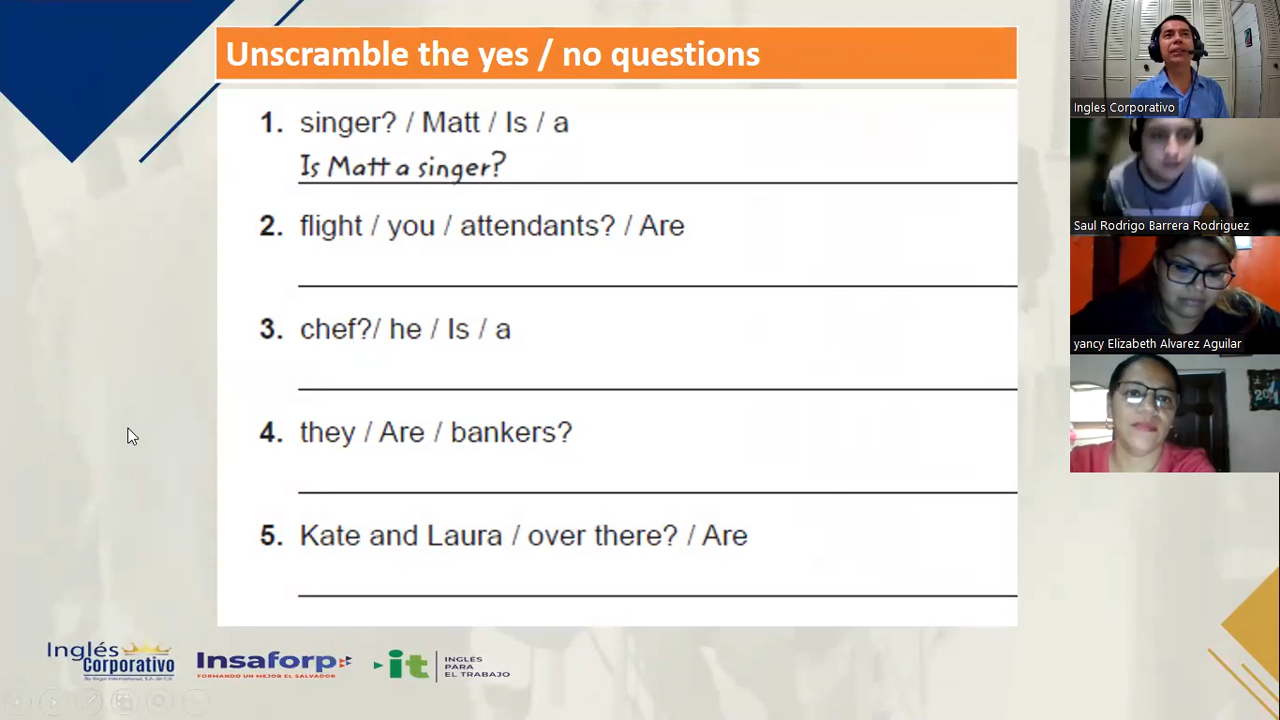 Unscramble the yes / no questions
1. singer? / Matt / Is / a
Is Matt a singer?
2. flight / you / attendants? / Are
3. chef?/ he / Is / a
4. they / Are / bankers?
5. Kate and Laura / over there? / Are
Inglés
Corporativo
Insaforp
FORMANDO UN MEJOR EL SALVADOR
it
INGLÉS
PARA
EL TRABAJO
Ingles Corporativo
Saul Rodrigo Barrera Rodriguez
yancy Elizabeth Alvarez Aguilar